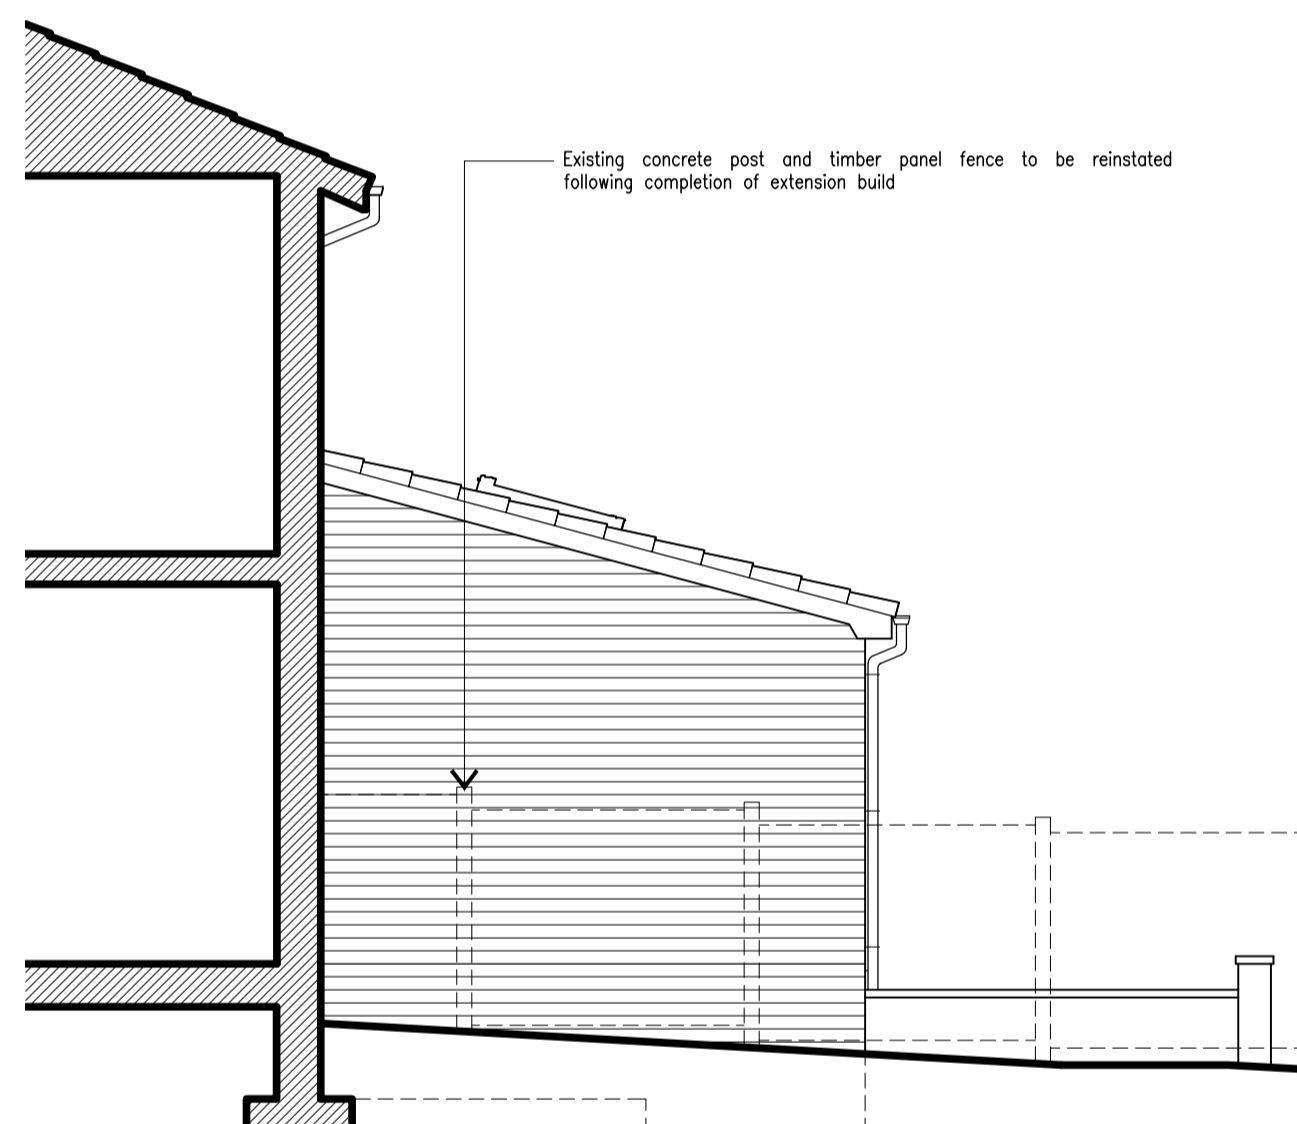 Existing concrete post and timber panel fence to be reinstated
following completion of extension build